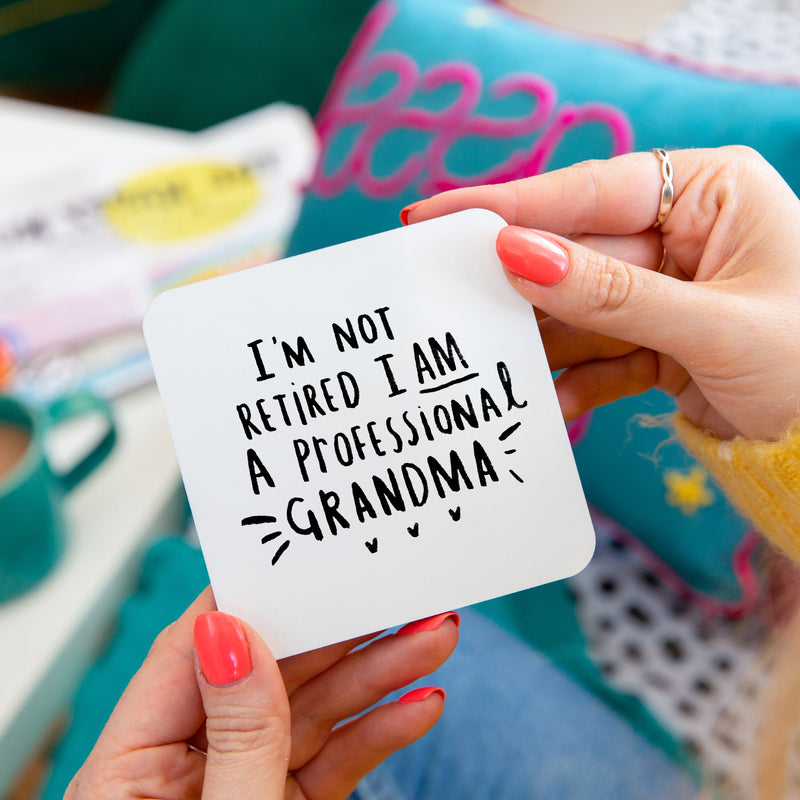 I'M NOT
RETIRED I AM
A PROFESSIONAL
GRANDMA